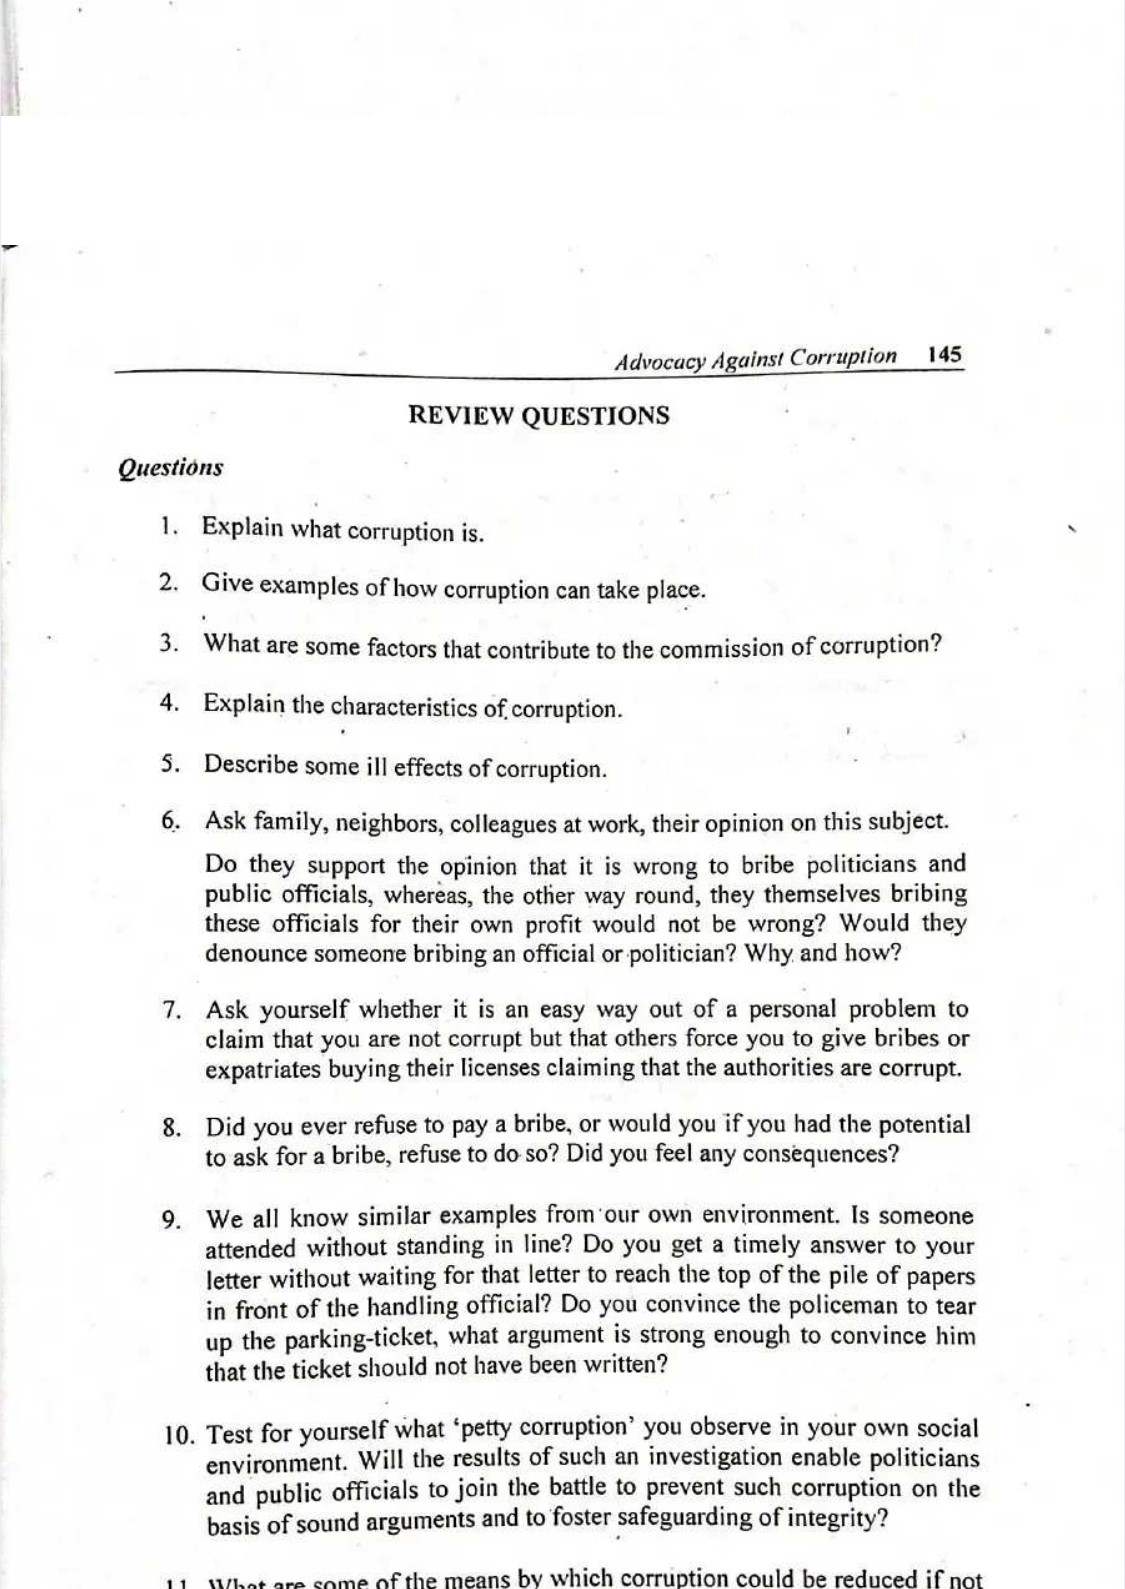 Advocacy Against Corruption 145
REVIEW QUESTIONS
Questions
1. Explain what corruption is.
2. Give examples of how corruption can take place.
3. What are some factors that contribute to the commission of corruption?
4. Explain the characteristics of corruption.
5. Describe some ill effects of corruption.
6. Ask family, neighbors, colleagues at work, their opinion on this subject.
Do they support the opinion that it is wrong to bribe politicians and
public officials, whereas, the other way round, they themselves bribing
these officials for their own profit would not be wrong? Would they
denounce someone bribing an official or politician? Why and how?
7. Ask yourself whether it is an easy way out of a personal problem to
claim that you are not corrupt but that others force you to give bribes or
expatriates buying their licenses claiming that the authorities are corrupt.
8. Did you ever refuse to pay a bribe, or would you if you had the potential
to ask for a bribe, refuse to do so? Did you feel any consequences?
9. We all know similar examples from our own environment. Is someone
attended without standing in line? Do you get a timely answer to your
letter without waiting for that letter to reach the top of the pile of papers
in front of the handling official? Do you convince the policeman to tear
up the parking-ticket, what argument is strong enough to convince him
that the ticket should not have been written?
10. Test for yourself what ‘petty corruption’ you observe in your own social
environment. Will the results of such an investigation enable politicians
and public officials to join the battle to prevent such corruption on the
basis of sound arguments and to foster safeguarding of integrity?
11. What are some of the means by which corruption could be reduced if not